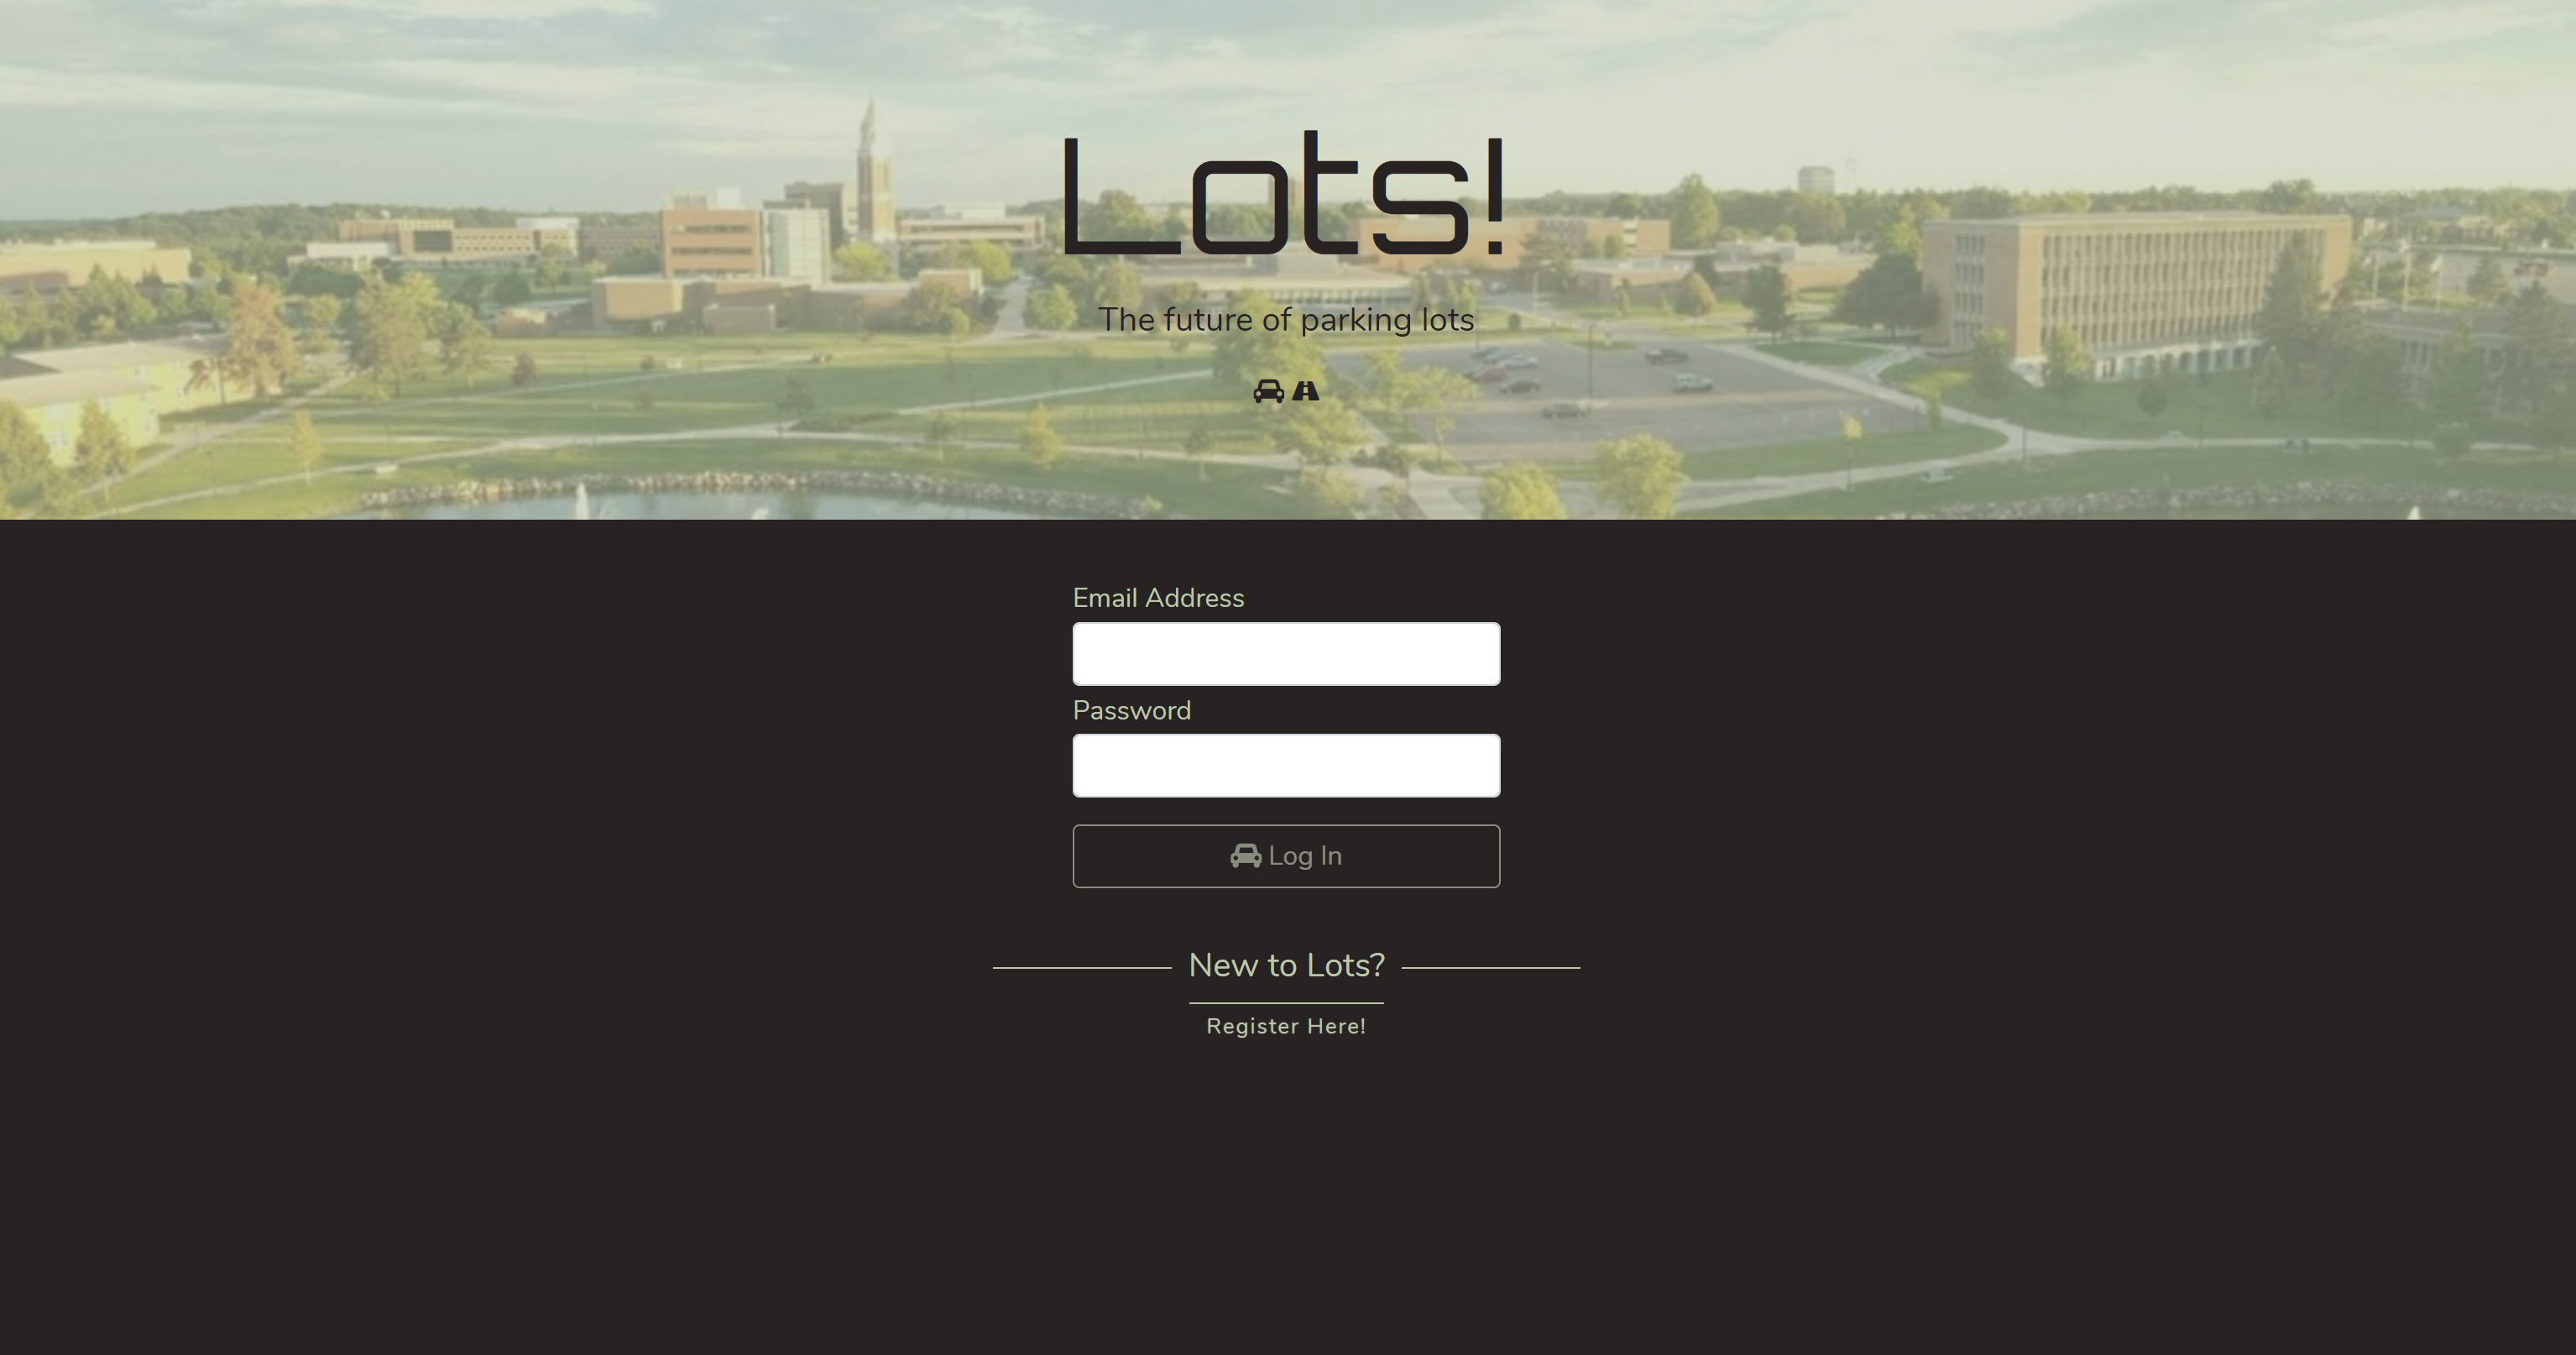 Lots!
The future of parking lots
Email Address
Password
Log In
New to Lots?
Register Here!